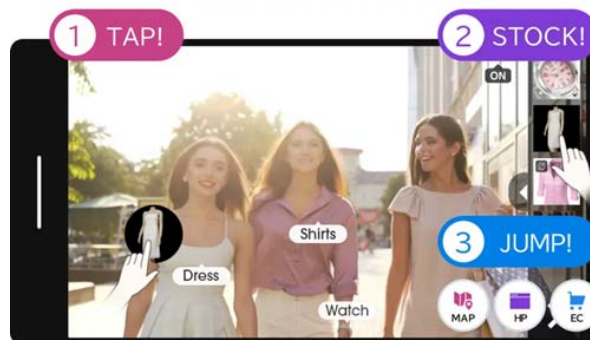 1 TAP!
2 STOCK!
ON
Shirts
Dress
Watch
3 JUMP!
MAP
HP
EC